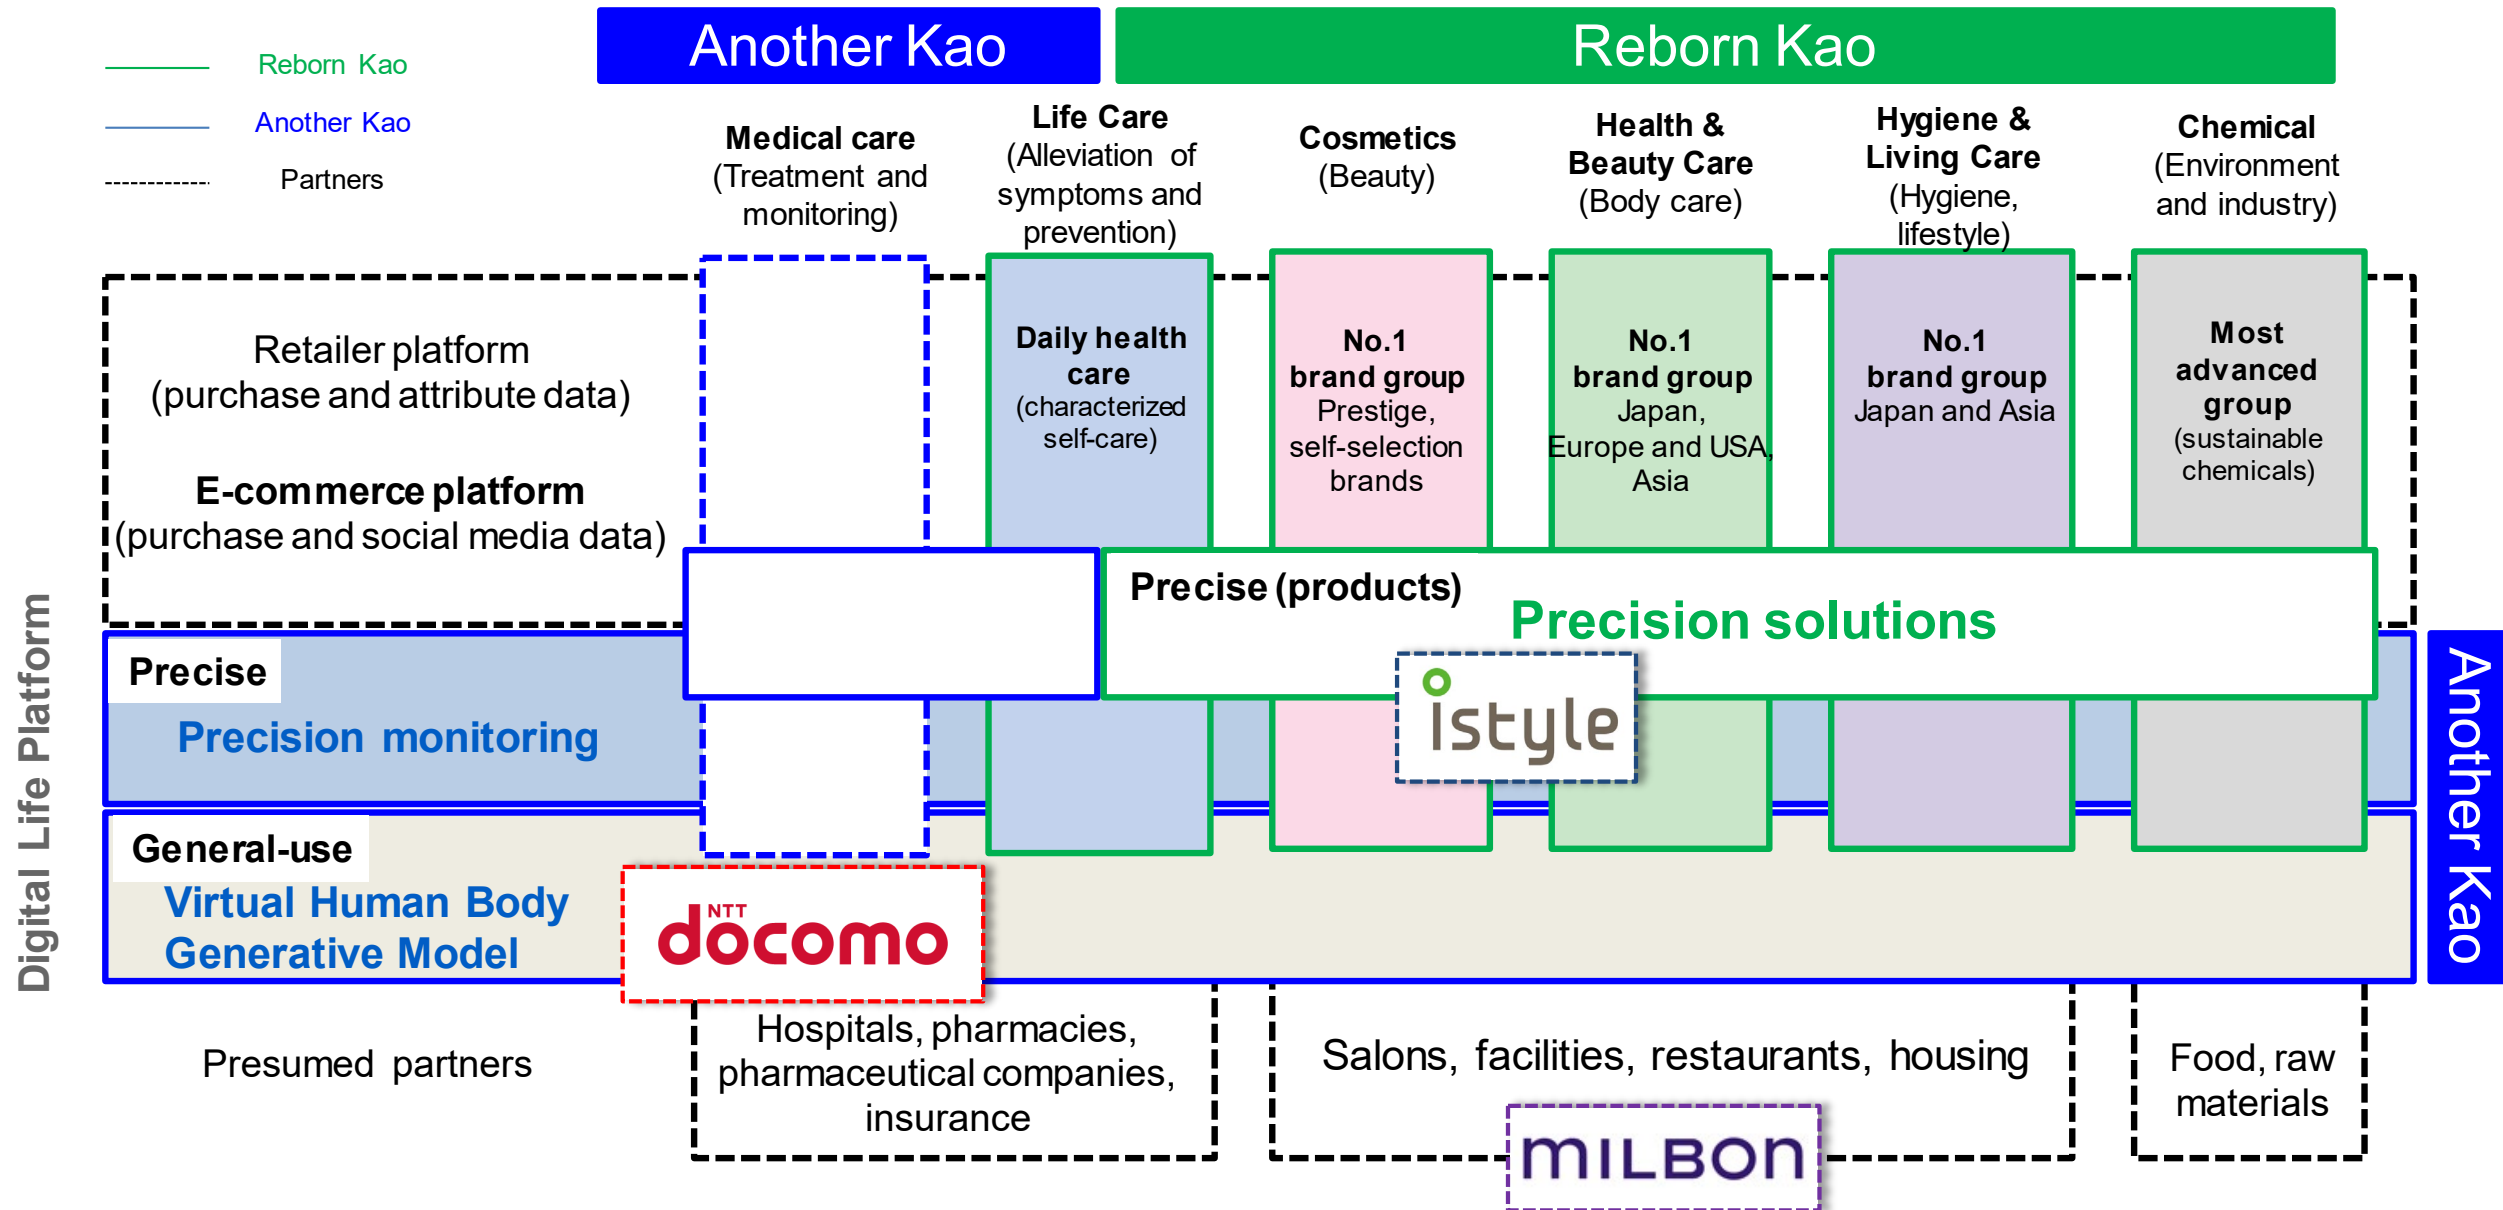 Another Kao
Reborn Kao
Reborn Kao
Another Kao
Partners
Medical care
(Treatment and
monitoring)
Life Care
(Alleviation of
symptoms and
prevention)
Cosmetics
(Beauty)
Health &
Beauty Care
(Body care)
Hygiene &
Living Care
(Hygiene,
lifestyle)
Chemical
(Environment
and industry)
Retailer platform
(purchase and attribute data)
E-commerce platform
(purchase and social media data)
Daily health
care
(characterized
self-care)
No.1
brand group
Prestige,
self-selection
brands
No.1
brand group
Japan,
Europe and USA,
Asia
No.1
brand group
Japan and Asia
Most
advanced
group
(sustainable
chemicals)
Precise (products)
Precision solutions
istyle
Digital Life Platform
Precise
Precision monitoring
General-use
Virtual Human Body
Generative Model
NTT
docomo
Another Kao
Presumed partners
Hospitals, pharmacies,
pharmaceutical companies,
insurance
Salons, facilities, restaurants, housing
MILBON
Food, raw
materials